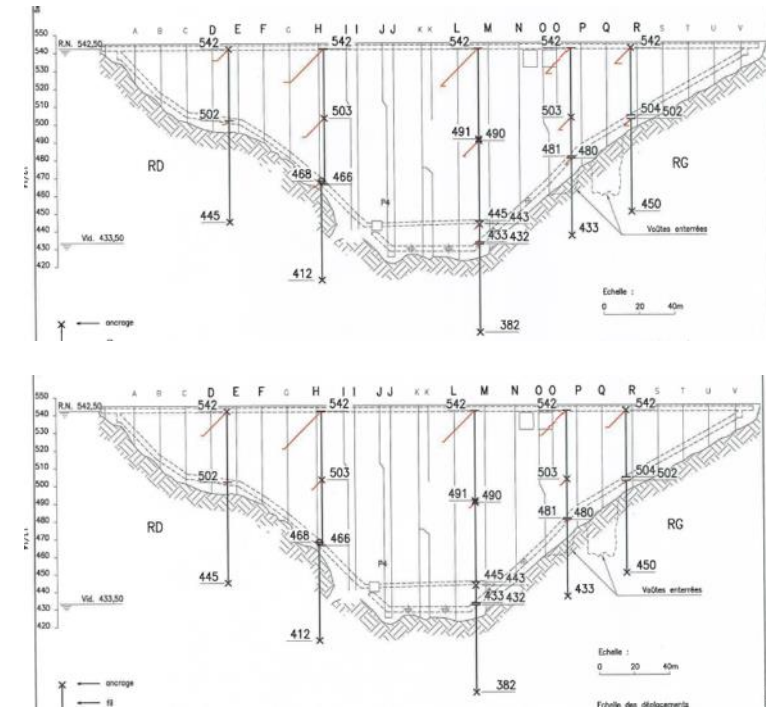 550
D H I I J J L M N O O P Q R
A B C E F G K K S T U V
R.N. 542,50
542 542 542 542 542
540
530
520
510
500
490
480
470
460
450
440
430
420
502
503
491 490
503
504 502
468 466
481 480
RD
RG
P4
445
445 443
450
433 432
433
Voûtes enterrées
Vid. 433,50
412
382
Echelle :
0 20 40m
ancrage
550
A B C D E F G H I I J J K K L M N O O P Q R S T U V
R.N. 542,50
542 542 542 542 542
540
530
520
510
500
490
480
470
460
450
440
430
420
502
503
491 490
503
504 502
468 466
481 480
RD
RG
P4
445
445 443
450
433 432
433
Voûtes enterrées
Vid. 433,50
412
382
Echelle :
0 20 40m
ancrage
fil
Echelle des déplacements